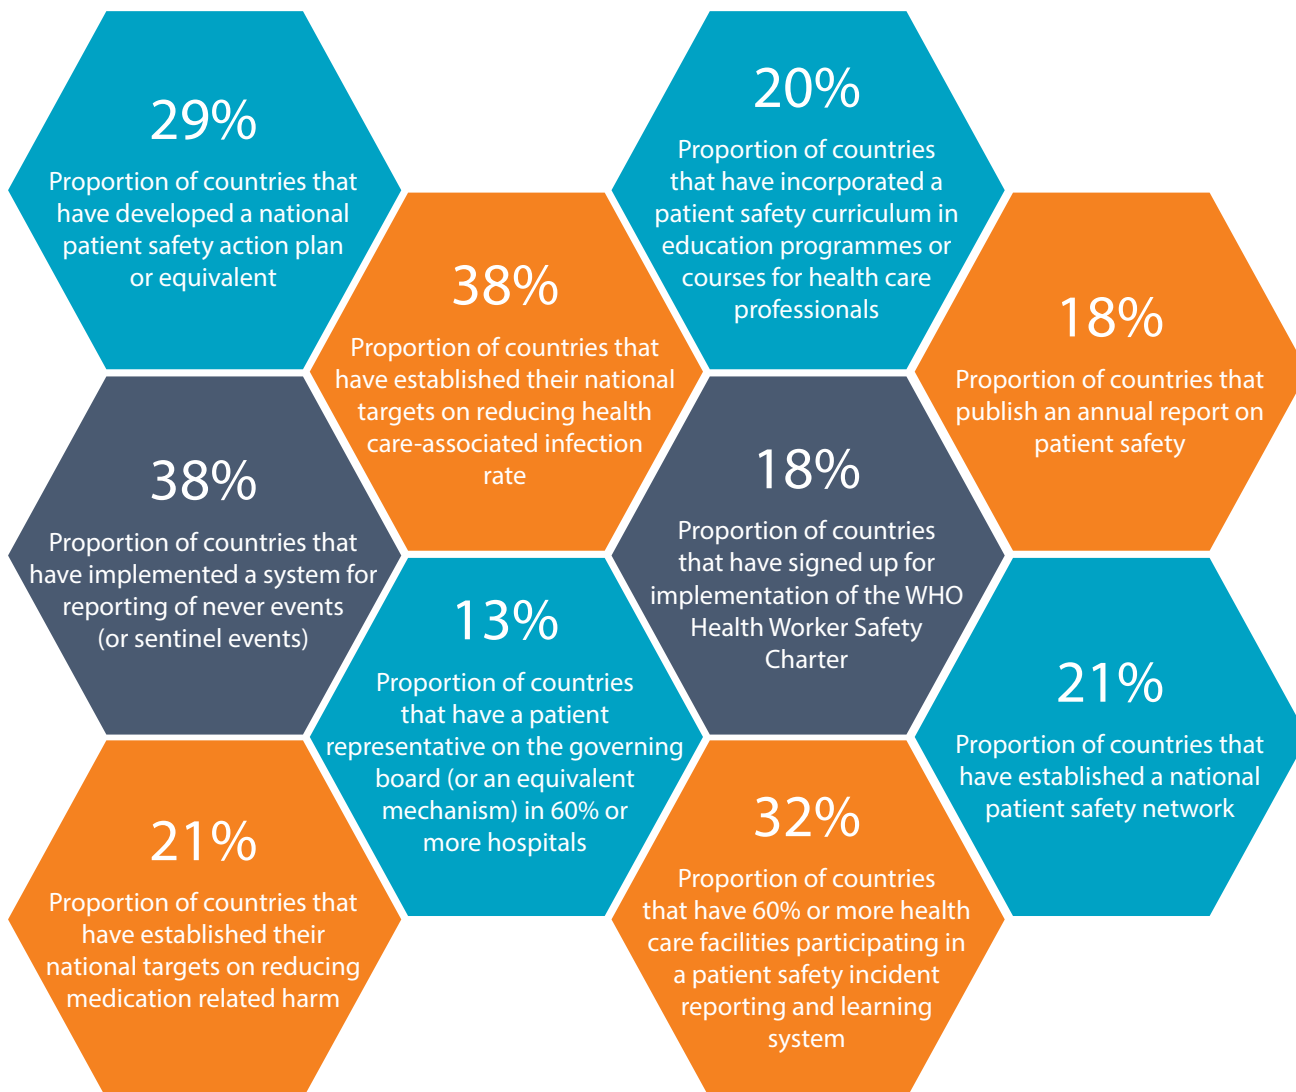 29%
Proportion of countries that
have developed a national
patient safety action plan
or equivalent
20%
Proportion of countries
that have incorporated a
patient safety curriculum in
education programmes or
courses for health care
professionals
38%
Proportion of countries that
have established their national
targets on reducing health
care-associated infection
rate
18%
Proportion of countries that
publish an annual report on
patient safety
38%
Proportion of countries that
have implemented a system for
reporting of never events
(or sentinel events)
18%
Proportion of countries
that have signed up for
implementation of the WHO
Health Worker Safety
Charter
13%
Proportion of countries
that have a patient
representative on the governing
board (or an equivalent
mechanism) in 60% or
more hospitals
21%
Proportion of countries that
have established a national
patient safety network
21%
Proportion of countries that
have established their
national targets on reducing
medication related harm
32%
Proportion of countries
that have 60% or more health
care facilities participating in
a patient safety incident
reporting and learning
system